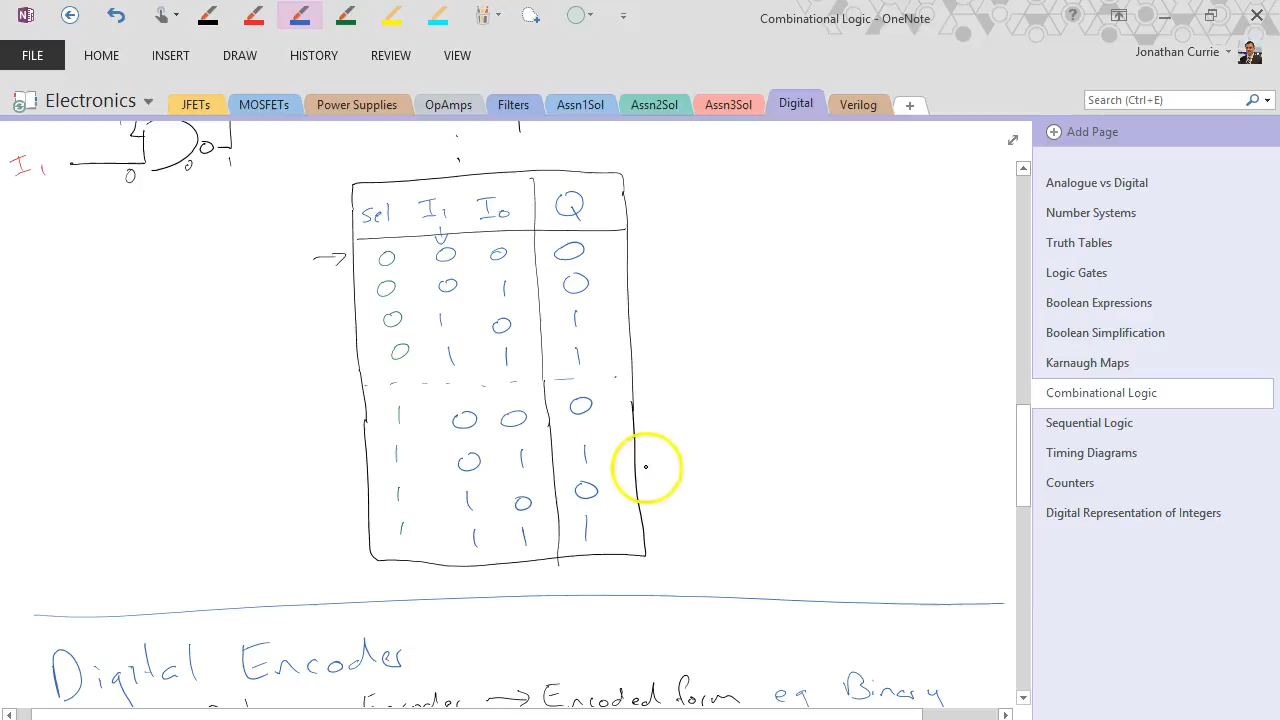 Combinational Logic - OneNote
Jonathan Currie
FILE HOME INSERT DRAW HISTORY REVIEW VIEW
Electronics JFETs MOSFETs Power Supplies OpAmps Filters Assn1Sol Assn2Sol Assn3Sol Digital Verilog
Search (Ctrl+E)
Add Page
Analogue vs Digital
Number Systems
Truth Tables
Logic Gates
Boolean Expressions
Boolean Simplification
Karnaugh Maps
Combinational Logic
Sequential Logic
Timing Diagrams
Counters
Digital Representation of Integers
I1 0 0 0 1
sel I1 I0 Q
0 0 0 0
0 0 1 0
0 1 0 1
0 1 1 1
1 0 0 0
1 0 1 1
1 1 0 0
1 1 1 1
Digital Encoder
Encoder → Encoded form eg Binary